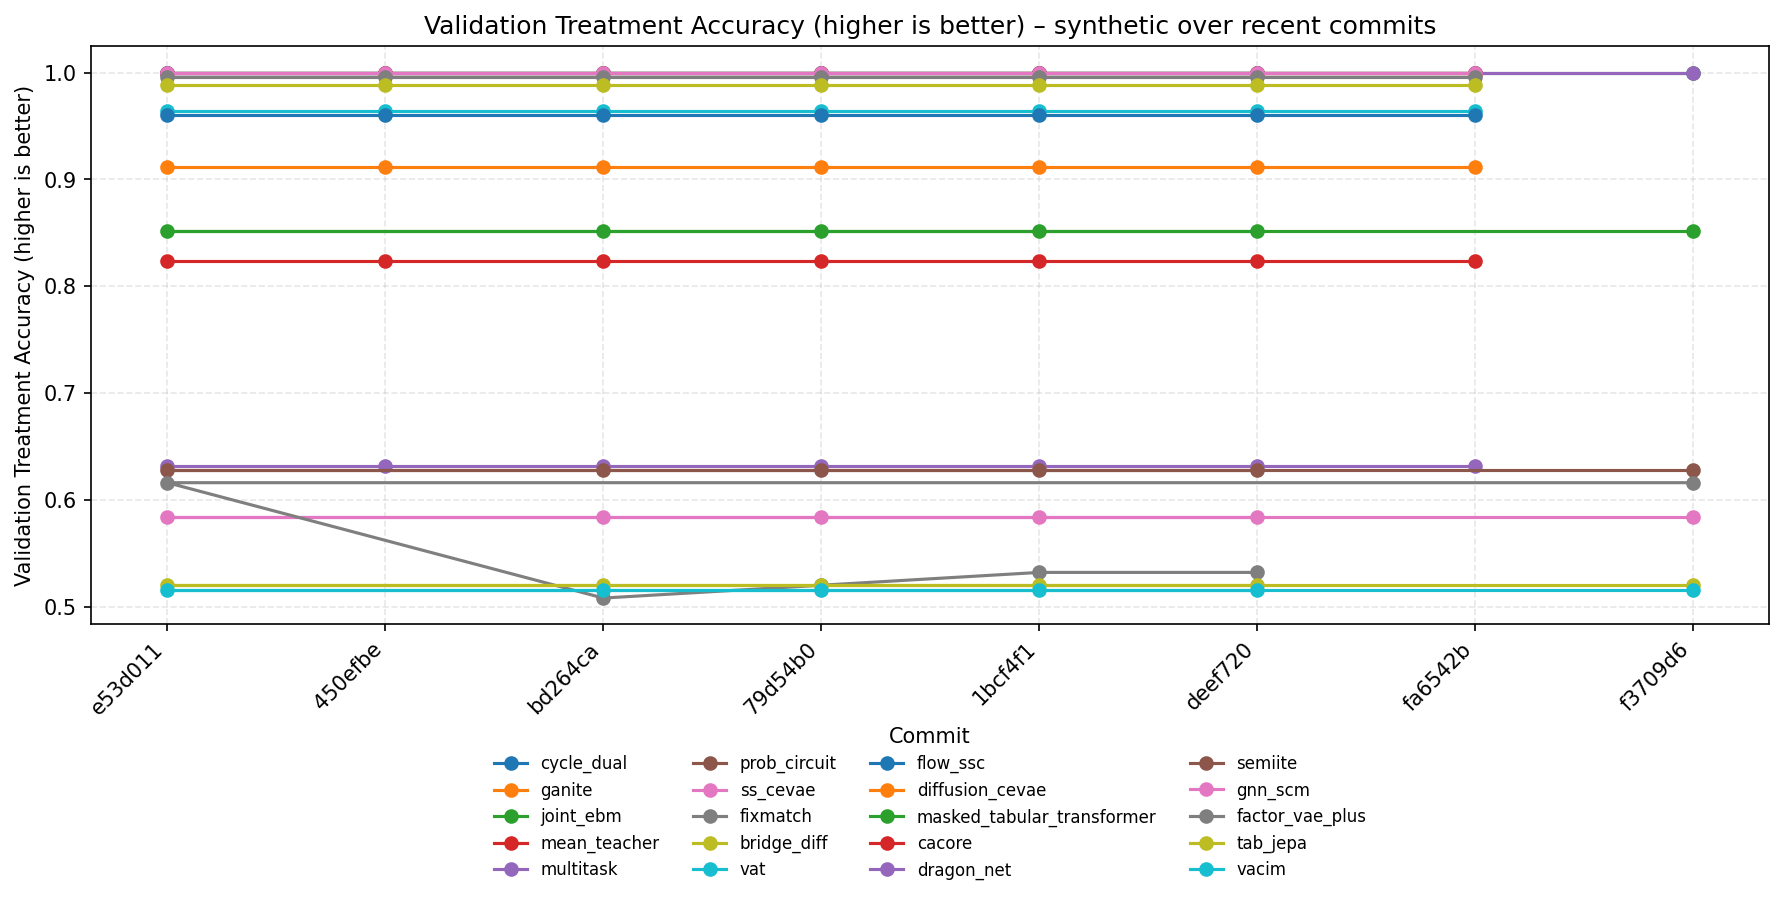 Validation Treatment Accuracy (higher is better) – synthetic over recent commits
Validation Treatment Accuracy (higher is better)
1.0
0.9
0.8
0.7
0.6
0.5
e53d011
450efbe
bd264ca
79d54b0
1bcf4f1
deef720
fa6542b
f3709d6
Commit
cycle_dual
ganite
joint_ebm
mean_teacher
multitask
prob_circuit
ss_cevae
fixmatch
bridge_diff
vat
flow_ssc
diffusion_cevae
masked_tabular_transformer
cacore
dragon_net
semiite
gnn_scm
factor_vae_plus
tab_jepa
vacim